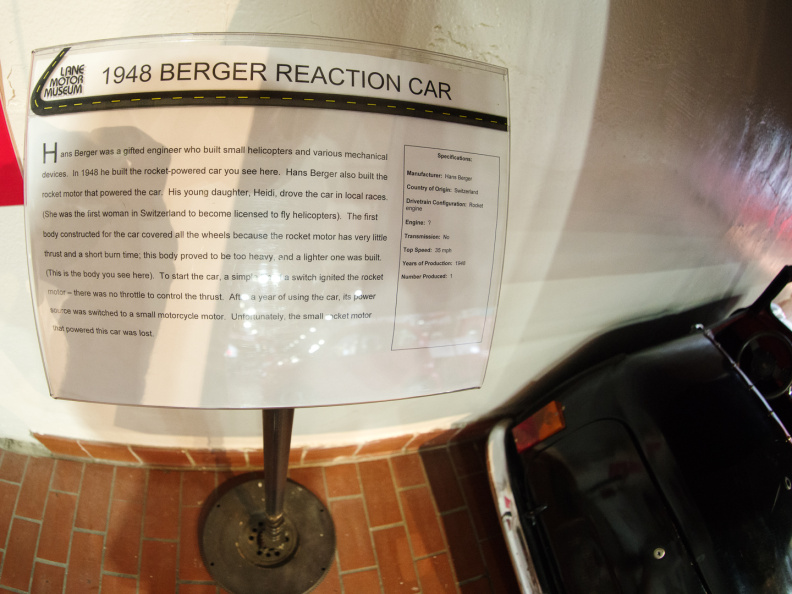 LANE
MOTOR
MUSEUM
1948 BERGER REACTION CAR
Hans Berger was a gifted engineer who built small helicopters and various mechanical
devices. In 1948 he built the rocket-powered car you see here. Hans Berger also built the
rocket motor that powered the car. His young daughter, Heidi, drove the car in local races.
(She was the first woman in Switzerland to become licensed to fly helicopters). The first
body constructed for the car covered all the wheels because the rocket motor has very little
thrust and a short burn time; this body proved to be too heavy, and a lighter one was built.
(This is the body you see here). To start the car, a simple a switch ignited the rocket
motor – there was no throttle to control the thrust. After a year of using the car, its power
source was switched to a small motorcycle motor. Unfortunately, the small rocket motor
that powered this car was lost.
Specifications:
Manufacturer: Hans Berger
Country of Origin: Switzerland
Drivetrain Configuration: Rocket
engine
Engine: ?
Transmission: No
Top Speed: 35 mph
Years of Production: 1948
Number Produced: 1